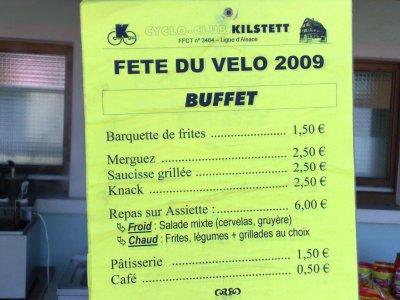 K CYCLO-CLUB KILSTETT
FFCT n° 3464 – Ligue d'Alsace
FETE DU VELO 2009
BUFFET
Barquette de frites 1,50 €
Merguez 2,50 €
Saucisse grillée 2,50 €
Knack 2,50 €
Repas sur Assiette : 6,00 €
Froid : Salade mixte (cervelas, gruyère)
Chaud : Frites, légumes + grillades au choix
Pâtisserie 1,50 €
Café 0,50 €